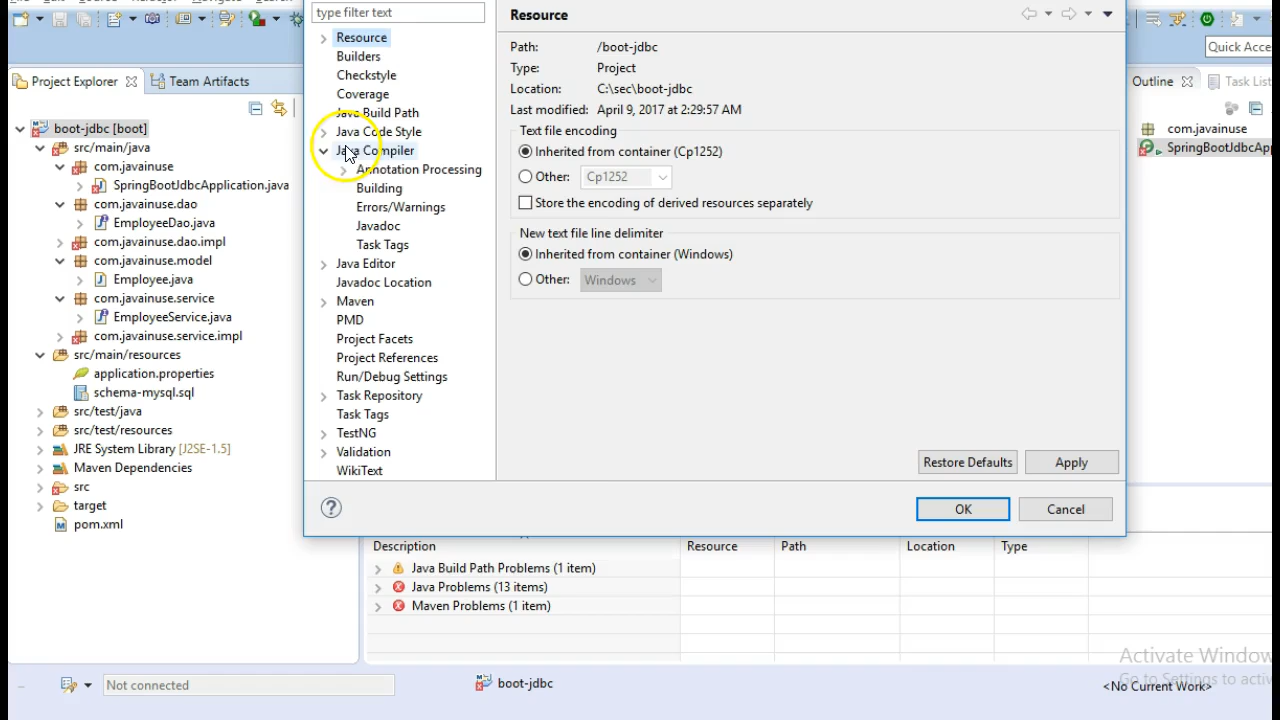 type filter text
Resource
Quick Acce
Project Explorer
Team Artifacts
Outline
Task List
boot-jdbc [boot]
src/main/java
com.javainuse
SpringBootJdbcApplication.java
com.javainuse.dao
EmployeeDao.java
com.javainuse.dao.impl
com.javainuse.model
Employee.java
com.javainuse.service
EmployeeService.java
com.javainuse.service.impl
src/main/resources
application.properties
schema-mysql.sql
src/test/java
src/test/resources
JRE System Library [J2SE-1.5]
Maven Dependencies
src
target
pom.xml
Resource
Builders
Checkstyle
Coverage
Java Build Path
Java Code Style
Java Compiler
Annotation Processing
Building
Errors/Warnings
Javadoc
Task Tags
Java Editor
Javadoc Location
Maven
PMD
Project Facets
Project References
Run/Debug Settings
Task Repository
Task Tags
TestNG
Validation
WikiText
Path: /boot-jdbc
Type: Project
Location: C:\sec\boot-jdbc
Last modified: April 9, 2017 at 2:29:57 AM
Text file encoding
Inherited from container (Cp1252)
Other: Cp1252
Store the encoding of derived resources separately
New text file line delimiter
Inherited from container (Windows)
Other: Windows
Restore Defaults
Apply
OK
Cancel
com.javainuse
SpringBootJdbcApp
Description Resource Path Location Type
Java Build Path Problems (1 item)
Java Problems (13 items)
Maven Problems (1 item)
Activate Window
Go to Settings to activ
Not connected
boot-jdbc
<No Current Work>